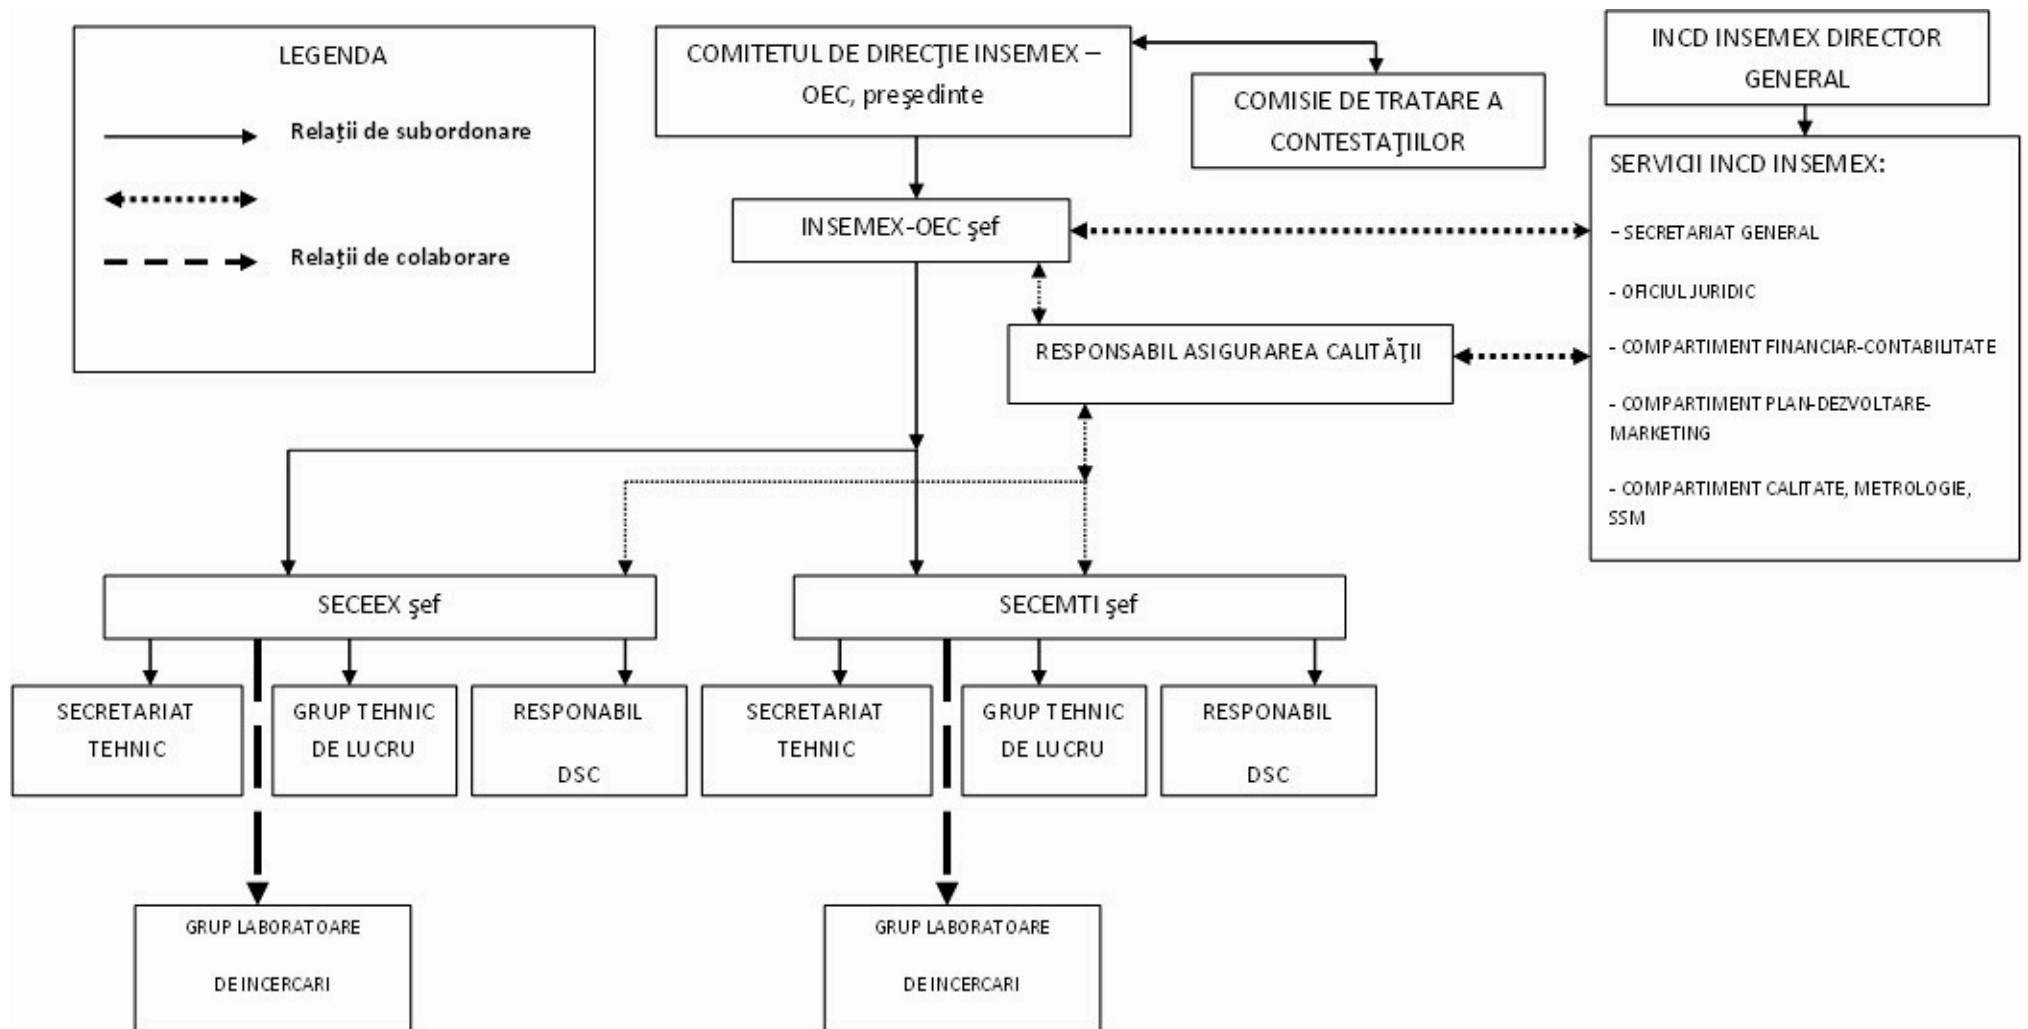 LEGENDA
Relaţii de subordonare
Relaţii de colaborare
COMITETUL DE DIRECŢIE INSEMEX –
OEC, preşedinte
COMISIE DE TRATARE A
CONTESTAŢIILOR
INCD INSEMEX DIRECTOR
GENERAL
SERVICII INCD INSEMEX:
– SECRETARIAT GENERAL
- OFICIUL JURIDIC
- COMPARTIMENT FINANCIAR-CONTABILITATE
- COMPARTIMENT PLAN-DEZVOLTARE-
MARKETING
- COMPARTIMENT CALITATE, METROLOGIE,
SSM
INSEMEX-OEC şef
RESPONSABIL ASIGURAREA CALITĂŢII
SECEEX şef
SECEMTI şef
SECRETARIAT
TEHNIC
GRUP TEHNIC
DE LUCRU
RESPONABIL
DSC
SECRETARIAT
TEHNIC
GRUP TEHNIC
DE LUCRU
RESPONABIL
DSC
GRUP LABORATOARE
DE INCERCARI
GRUP LABORATOARE
DE INCERCARI